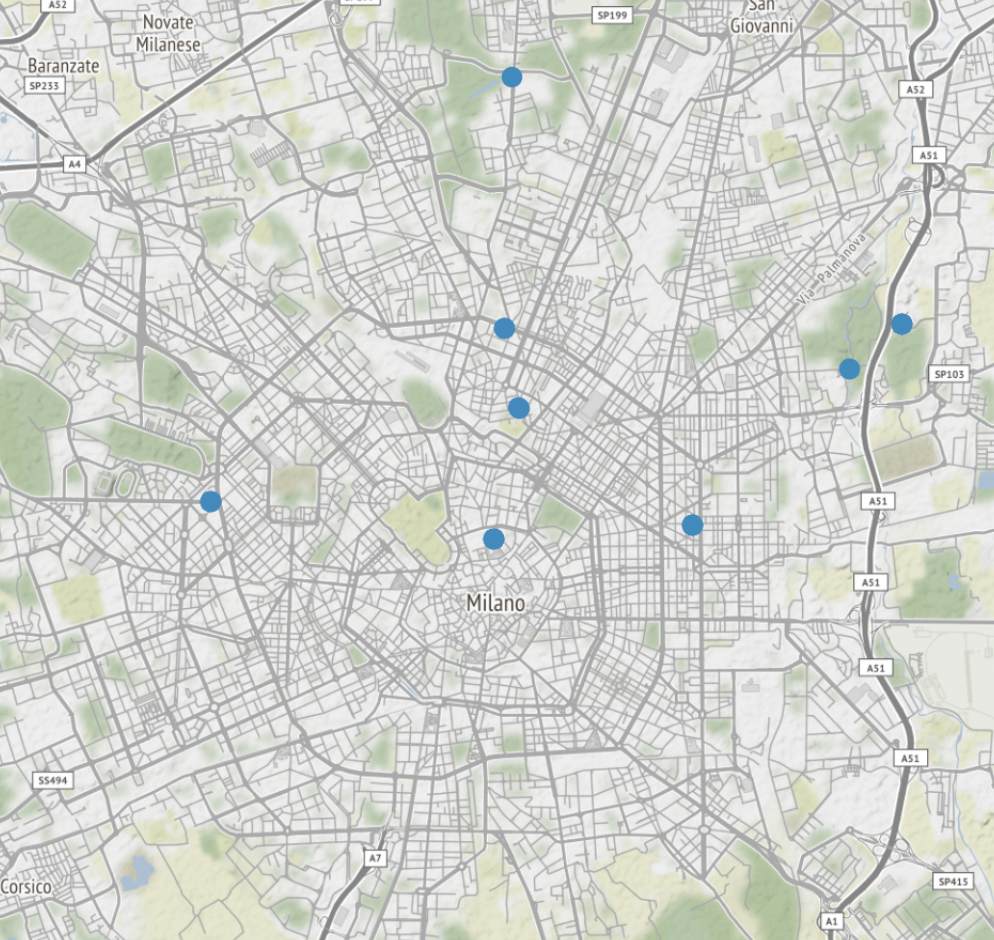 A52
SP199
San
Giovanni
Novate
Milanese
Baranzate
SP233
A52
A4
A51
Via Palmanova
SP103
A51
A51
Milano
A51
A51
SS494
A7
Corsico
SP415
A1